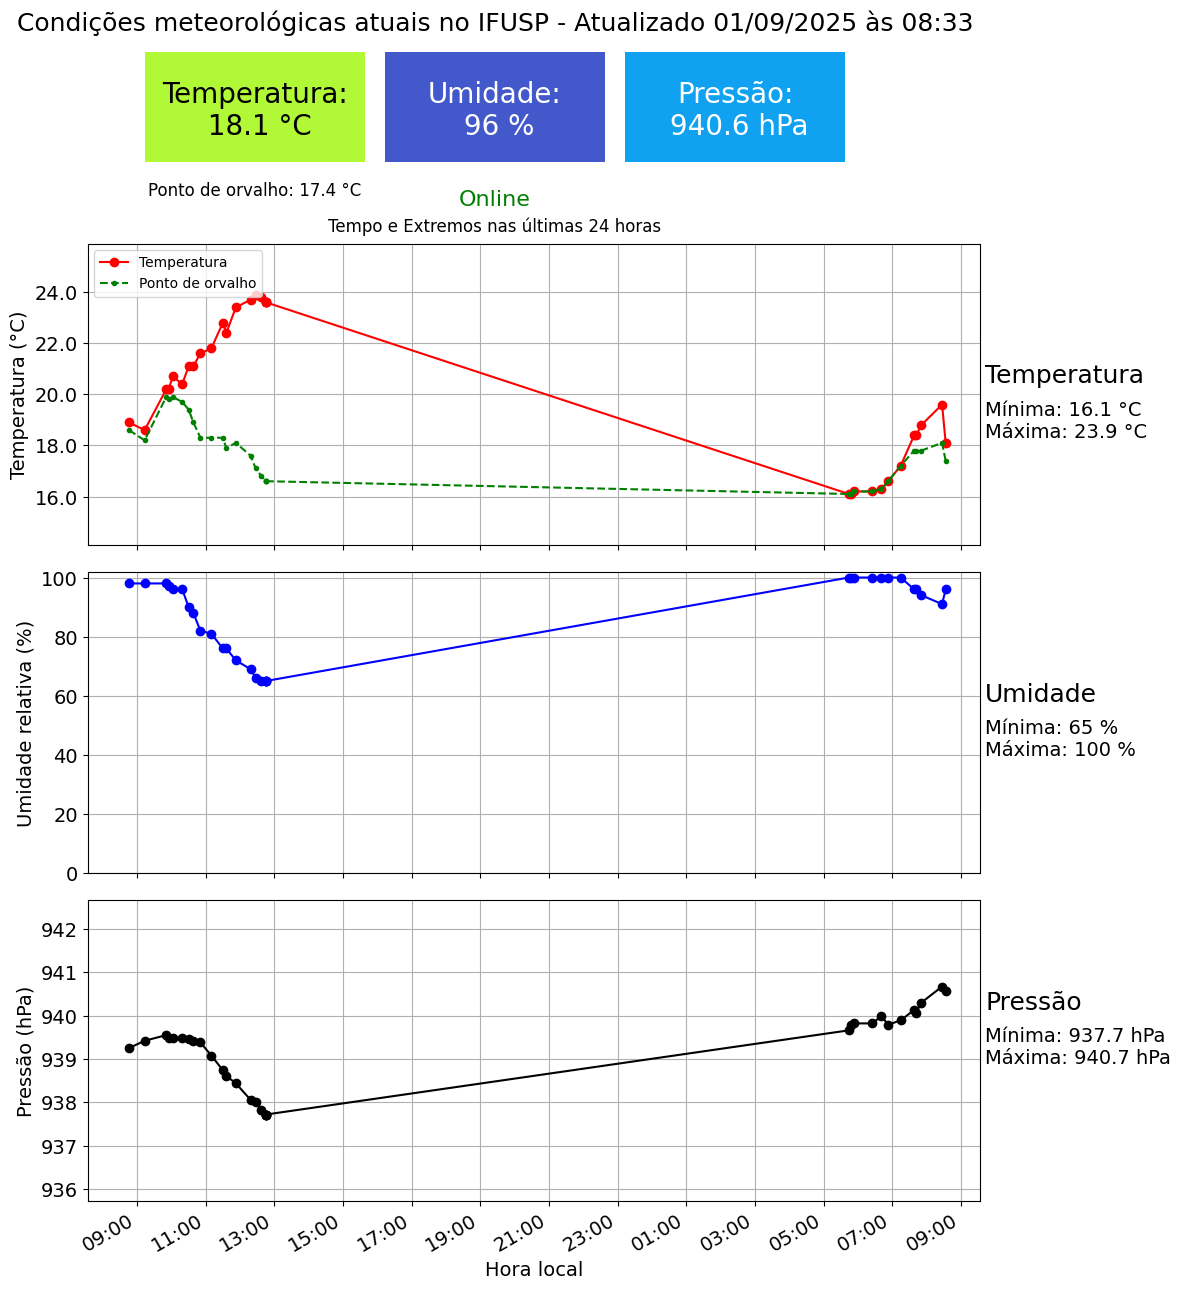 Condições meteorológicas atuais no IFUSP - Atualizado 01/09/2025 às 08:33
Temperatura:
18.1 °C
Umidade:
96 %
Pressão:
940.6 hPa
Ponto de orvalho: 17.4 °C
Online
Tempo e Extremos nas últimas 24 horas
Temperatura
Ponto de orvalho
Temperatura (°C)
24.0
22.0
20.0
18.0
16.0
Temperatura
Mínima: 16.1 °C
Máxima: 23.9 °C
Umidade relativa (%)
100
80
60
40
20
0
Umidade
Mínima: 65 %
Máxima: 100 %
Pressão (hPa)
942
941
940
939
938
937
936
Pressão
Mínima: 937.7 hPa
Máxima: 940.7 hPa
09:00 11:00 13:00 15:00 17:00 19:00 21:00 23:00 01:00 03:00 05:00 07:00 09:00
Hora local